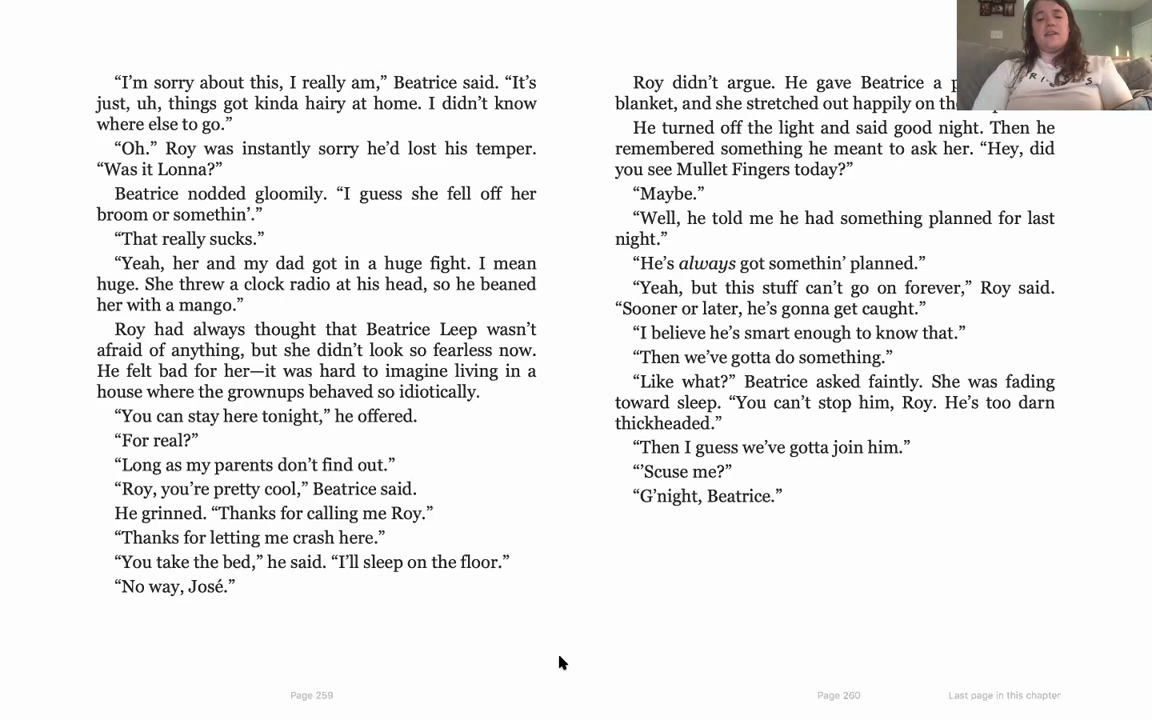 “I’m sorry about this, I really am,” Beatrice said. “It’s
just, uh, things got kinda hairy at home. I didn’t know
where else to go.”
“Oh.” Roy was instantly sorry he’d lost his temper.
“Was it Lonna?”
Beatrice nodded gloomily. “I guess she fell off her
broom or somethin’.”
“That really sucks.”
“Yeah, her and my dad got in a huge fight. I mean
huge. She threw a clock radio at his head, so he beaned
her with a mango.”
Roy had always thought that Beatrice Leep wasn’t
afraid of anything, but she didn’t look so fearless now.
He felt bad for her—it was hard to imagine living in a
house where the grownups behaved so idiotically.
“You can stay here tonight,” he offered.
“For real?”
“Long as my parents don’t find out.”
“Roy, you’re pretty cool,” Beatrice said.
He grinned. “Thanks for calling me Roy.”
“Thanks for letting me crash here.”
“You take the bed,” he said. “I’ll sleep on the floor.”
“No way, José.”
Page 259
Roy didn’t argue. He gave Beatrice a
blanket, and she stretched out happily on
He turned off the light and said good night. Then he
remembered something he meant to ask her. “Hey, did
you see Mullet Fingers today?”
“Maybe.”
“Well, he told me he had something planned for last
night.”
“He’s always got somethin’ planned.”
“Yeah, but this stuff can’t go on forever,” Roy said.
“Sooner or later, he’s gonna get caught.”
“I believe he’s smart enough to know that.”
“Then we’ve gotta do something.”
“Like what?” Beatrice asked faintly. She was fading
toward sleep. “You can’t stop him, Roy. He’s too darn
thickheaded.”
“Then I guess we’ve gotta join him.”
“’Scuse me?”
“G’night, Beatrice.”
Page 260
Last page in this chapter